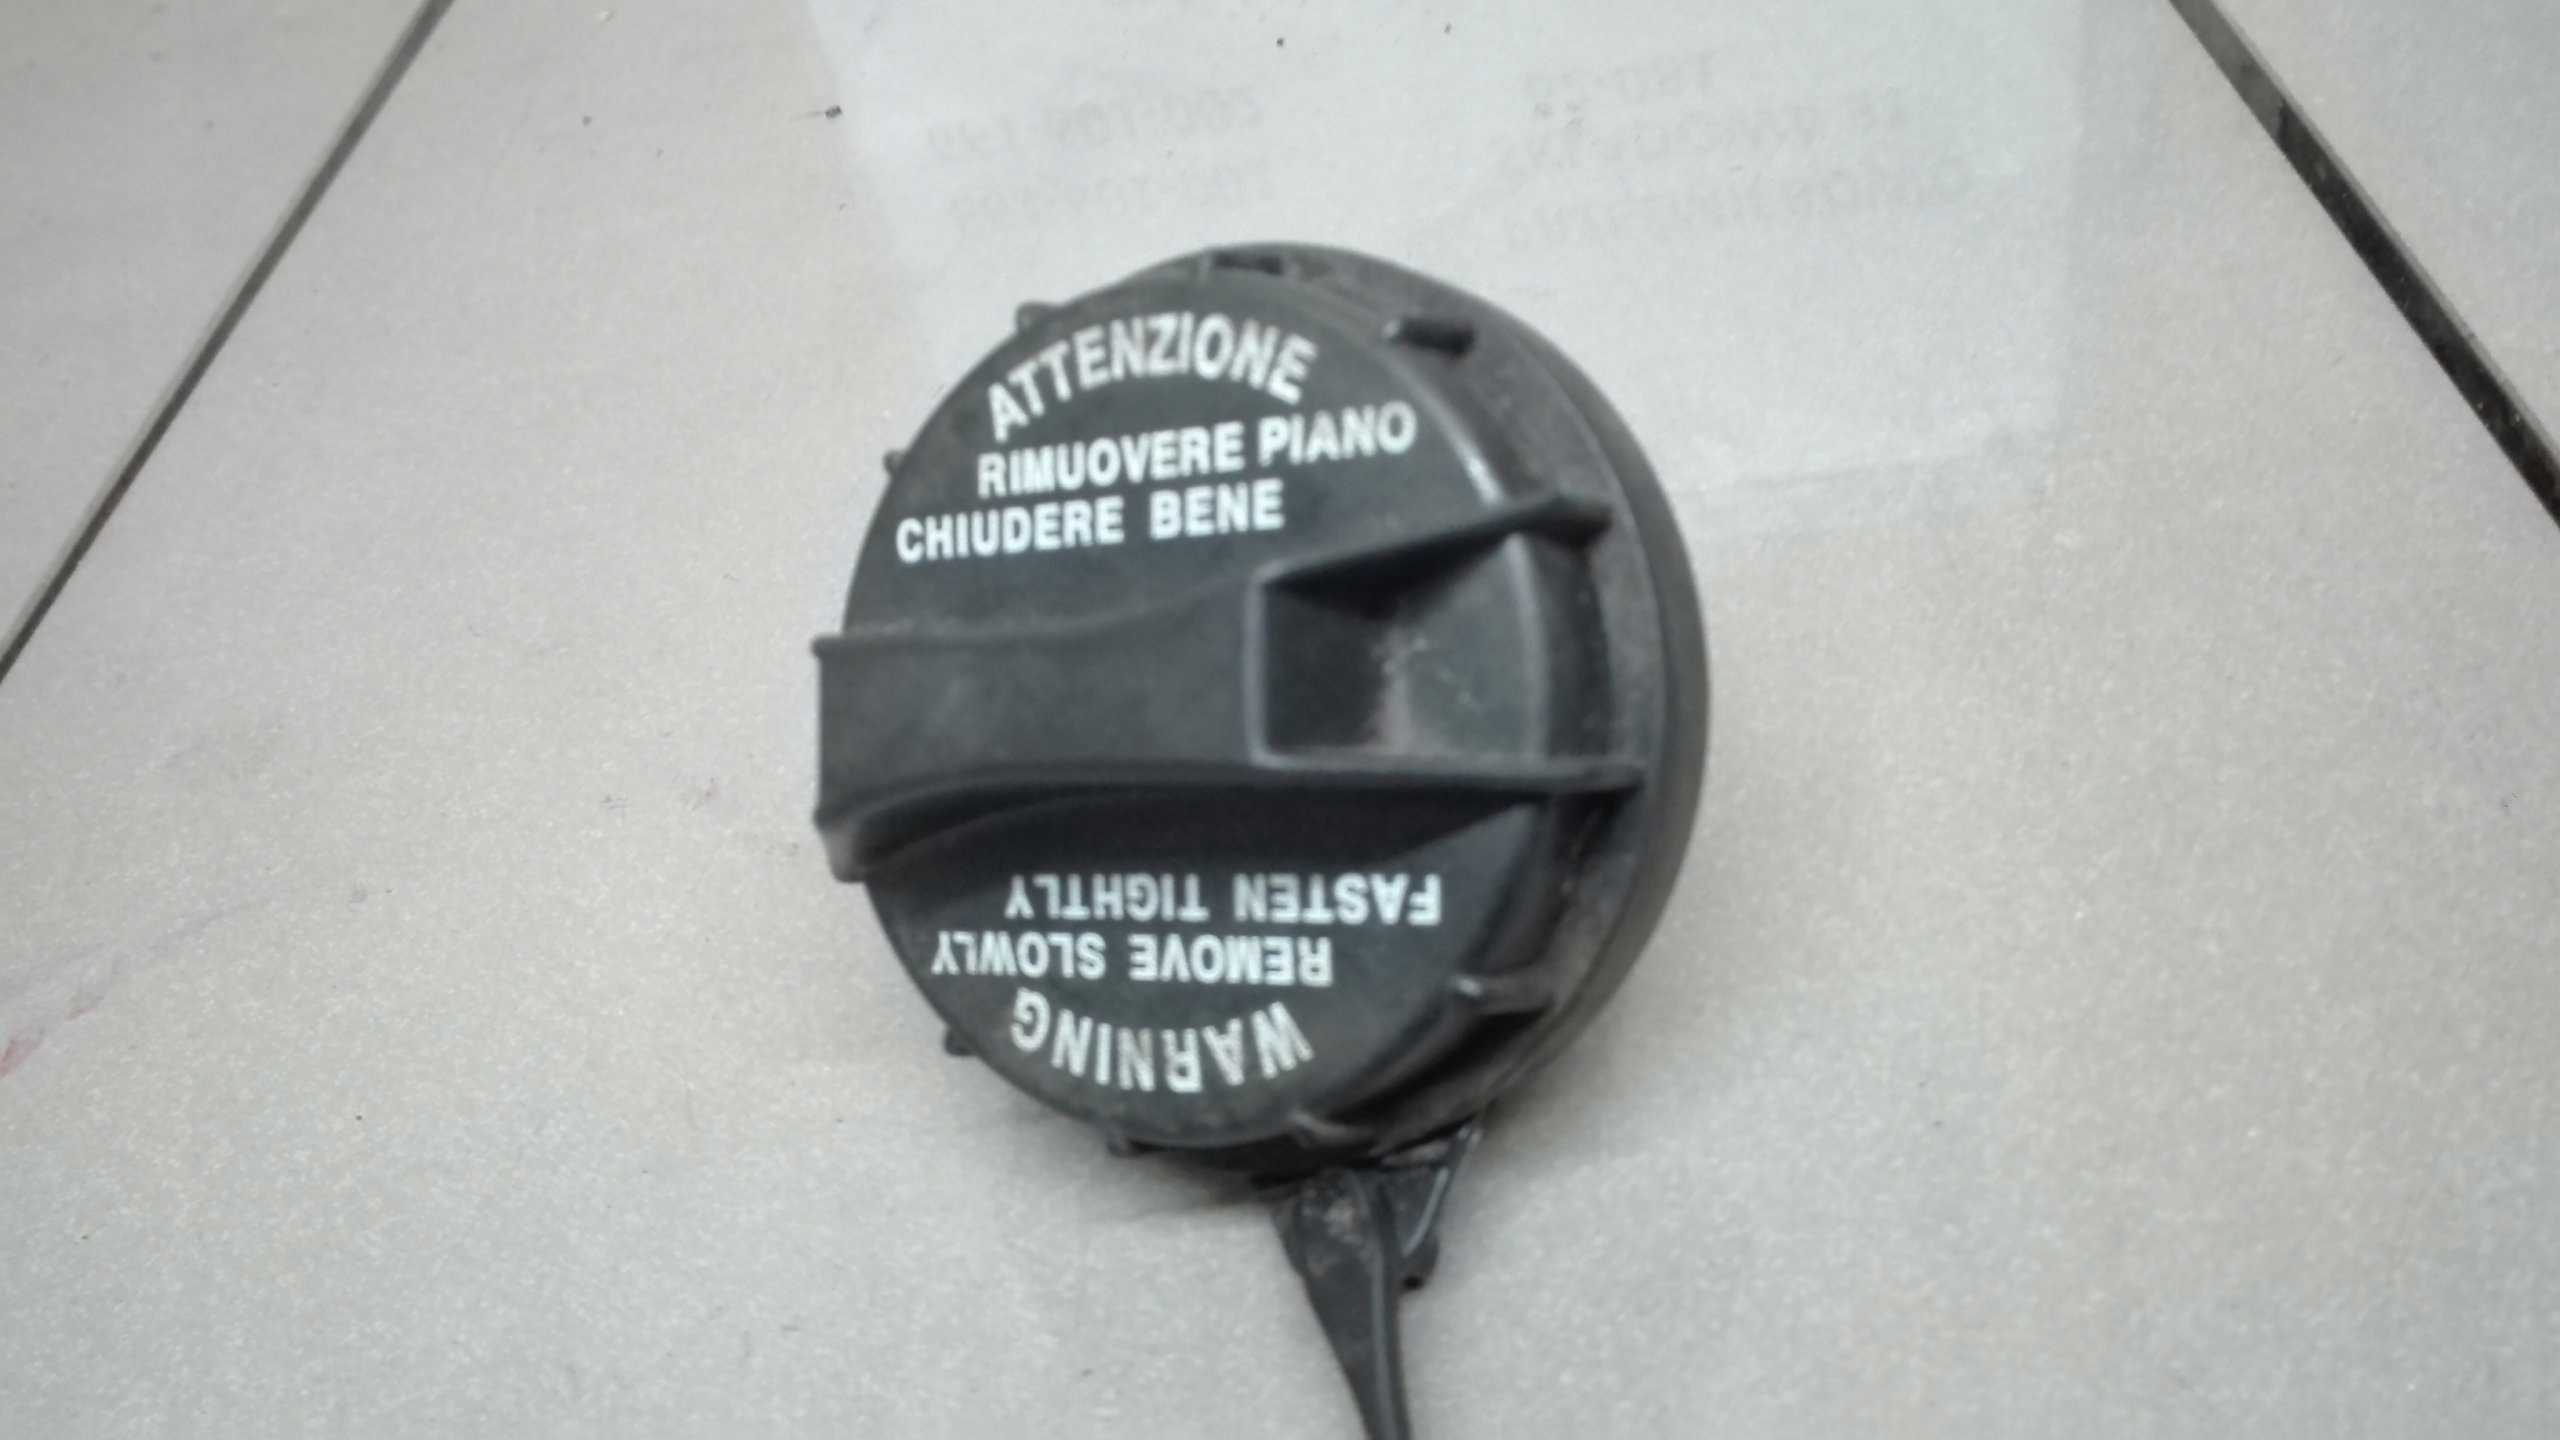 ATTENZIONE
RIMUOVERE PIANO
CHIUDERE BENE
WARNING
REMOVE SLOWLY
FASTEN TIGHTLY